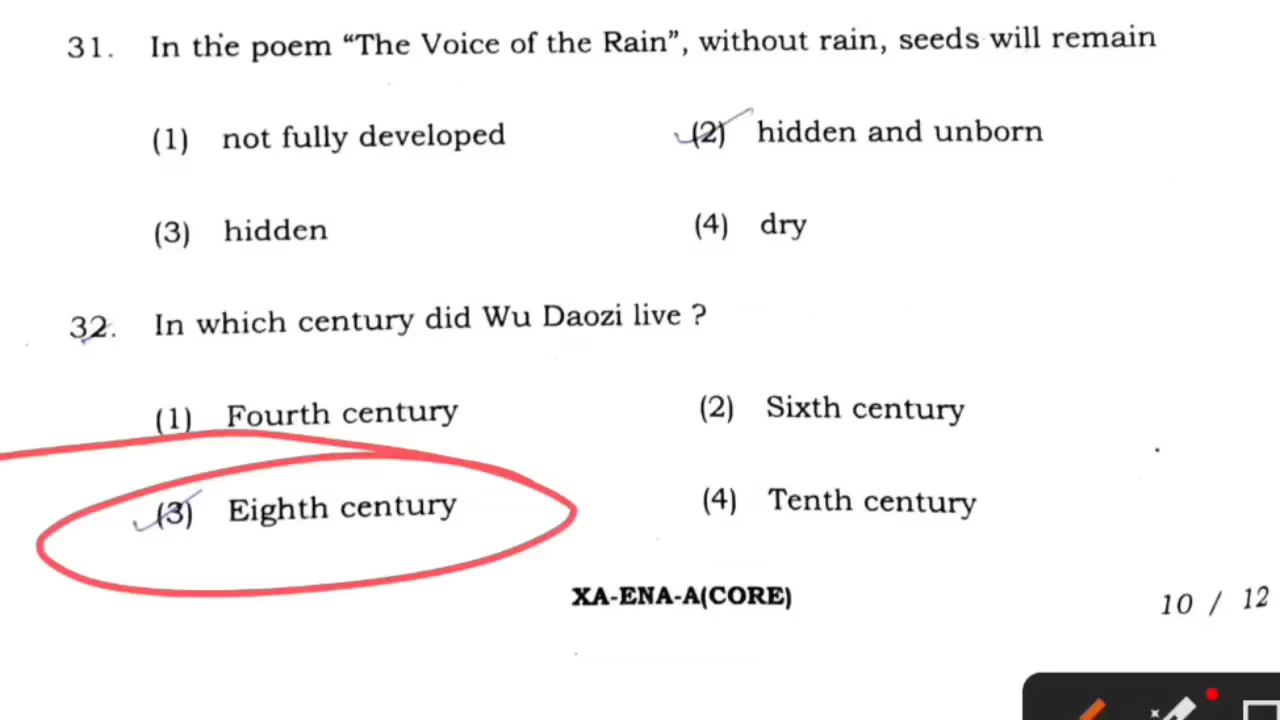 31. In the poem “The Voice of the Rain”, without rain, seeds will remain
(1) not fully developed (2) hidden and unborn
(3) hidden (4) dry
32. In which century did Wu Daozi live ?
(1) Fourth century (2) Sixth century
(3) Eighth century (4) Tenth century
XA-ENA-A(CORE) 10 / 12